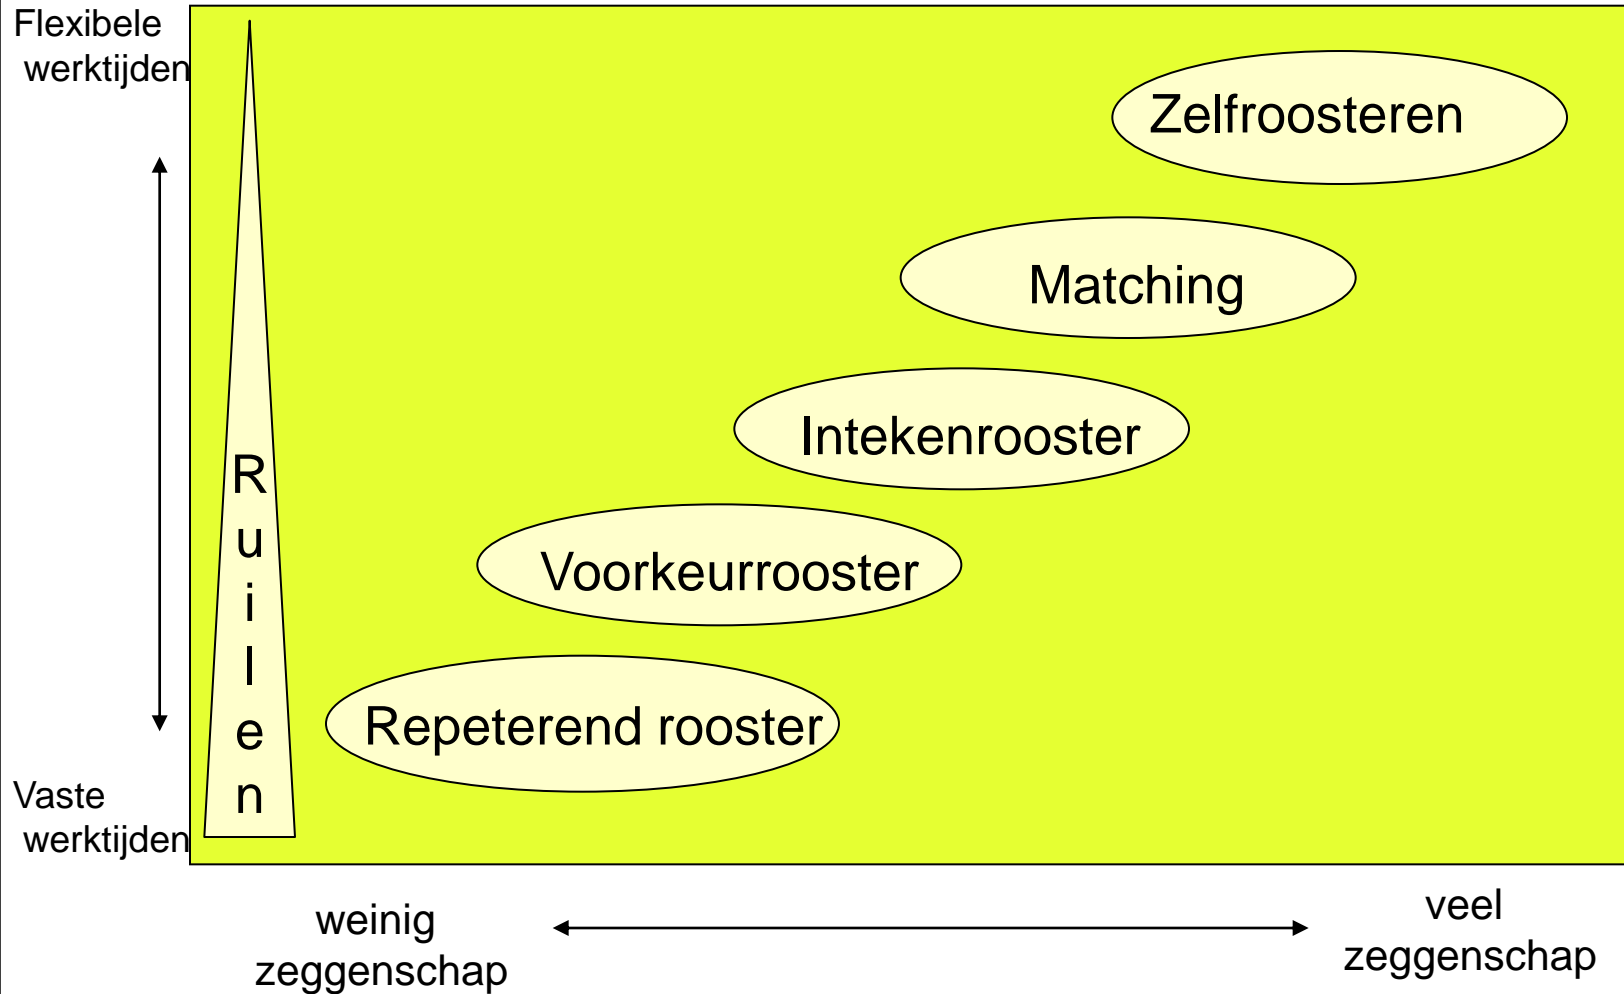 Flexibele
werktijden
Zelfroosteren
Matching
Intekenrooster
Voorkeurrooster
Repeterend rooster
R
u
i
l
e
n
Vaste
werktijden
weinig
zeggenschap
veel
zeggenschap